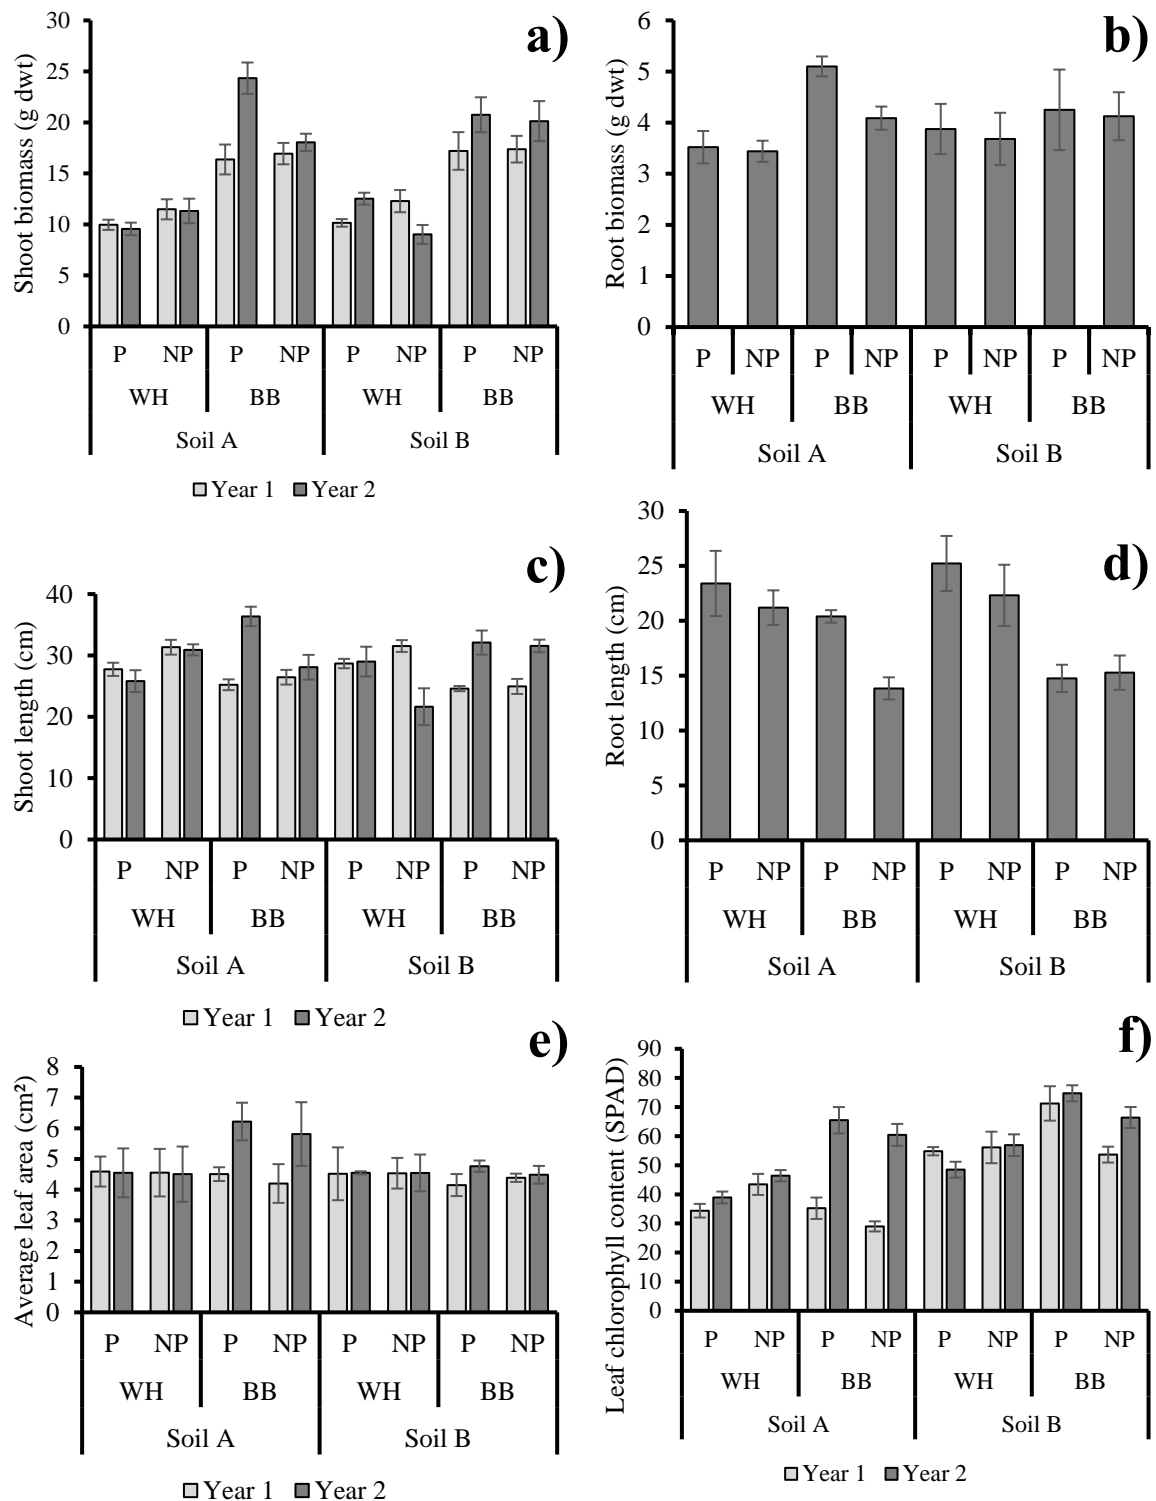 a)
Shoot biomass (g dwt)
30
25
20
15
10
5
0
P NP P NP P NP P NP
WH BB WH BB
Soil A Soil B
Year 1 Year 2
b)
Root biomass (g dwt)
6
5
4
3
2
1
0
P NP P NP P NP P NP
WH BB WH BB
Soil A Soil B
c)
Shoot length (cm)
40
30
20
10
0
P NP P NP P NP P NP
WH BB WH BB
Soil A Soil B
Year 1 Year 2
d)
Root length (cm)
30
25
20
15
10
5
0
P NP P NP P NP P NP
WH BB WH BB
Soil A Soil B
e)
Average leaf area (cm²)
8
7
6
5
4
3
2
1
0
P NP P NP P NP P NP
WH BB WH BB
Soil A Soil B
Year 1 Year 2
f)
Leaf chlorophyll content (SPAD)
90
80
70
60
50
40
30
20
10
0
P NP P NP P NP P NP
WH BB WH BB
Soil A Soil B
Year 1 Year 2